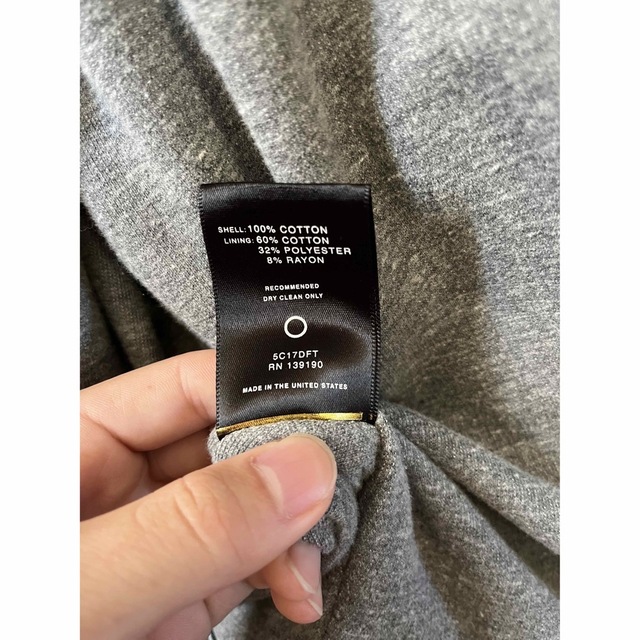 SHELL: 100% COTTON
LINING: 60% COTTON
32% POLYESTER
8% RAYON
RECOMMENDED
DRY CLEAN ONLY
5C17DFT
RN 139190
MADE IN THE UNITED STATES